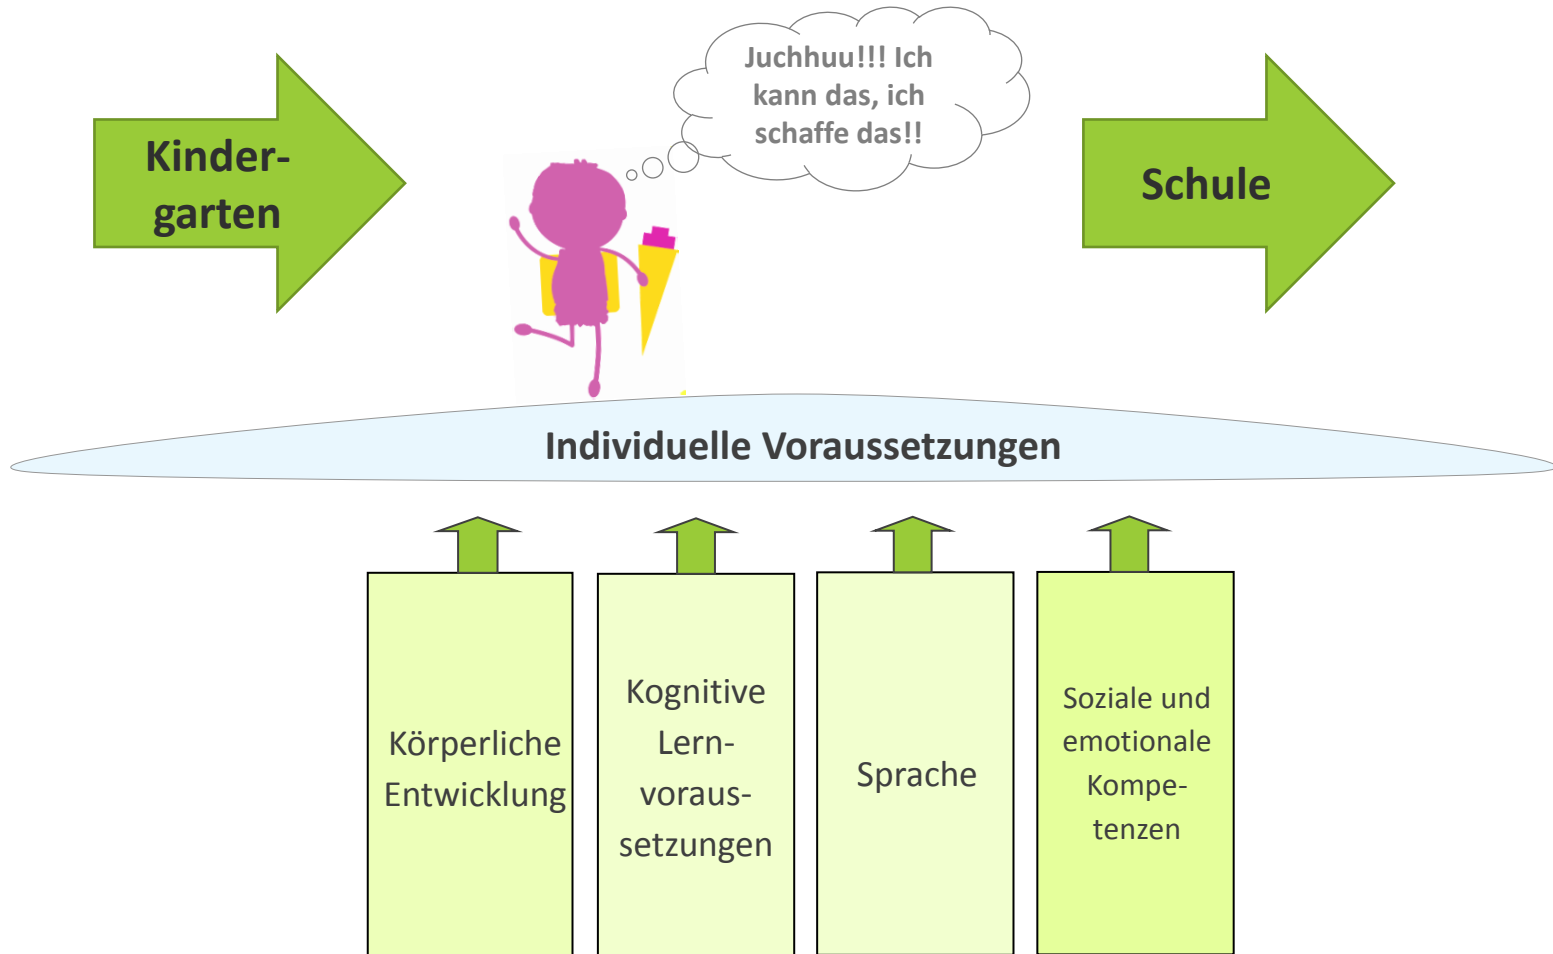 Juchhuu!!! Ich
kann das, ich
schaffe das!!
Kinder-
garten
Schule
Individuelle Voraussetzungen
Körperliche
Entwicklung
Kognitive
Lern-
voraus-
setzungen
Sprache
Soziale und
emotionale
Kompe-
tenzen